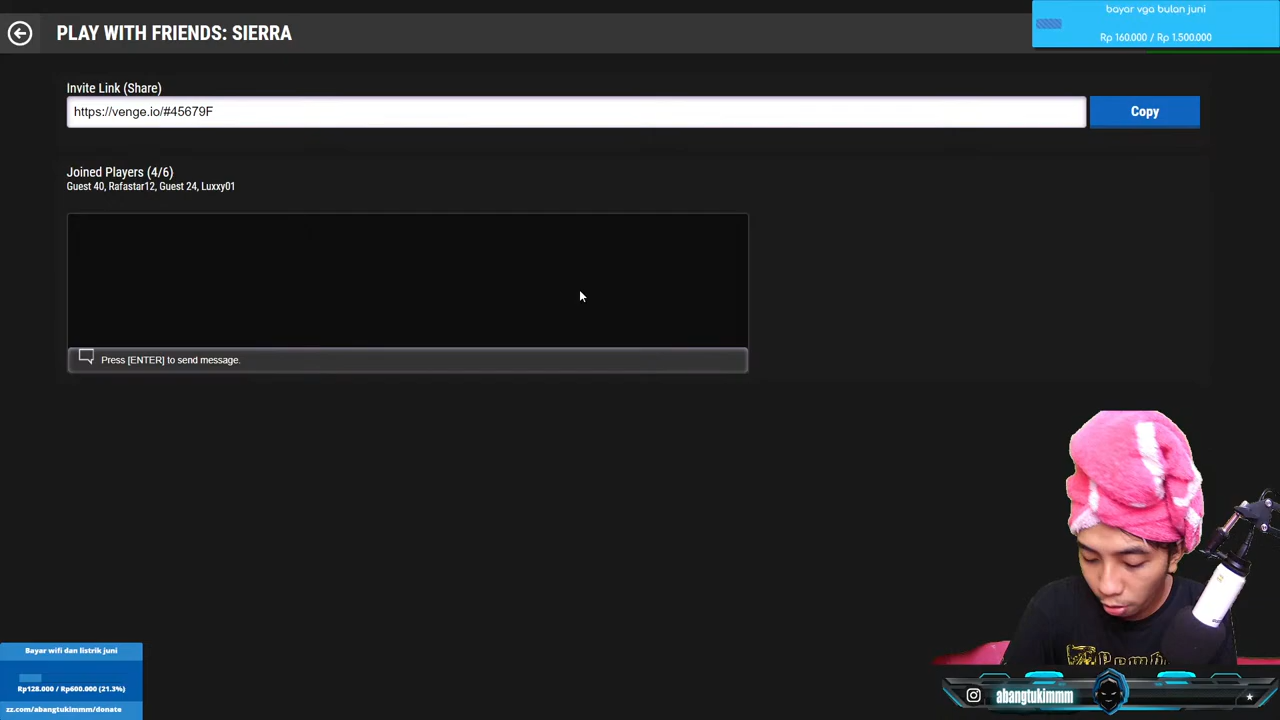 PLAY WITH FRIENDS: SIERRA
bayar vga bulan juni
Rp 160.000 / Rp 1.500.000
Invite Link (Share)
https://venge.io/#45679F
Copy
Joined Players (4/6)
Guest 40, Rafastar12, Guest 24, Luxxy01
Press [ENTER] to send message.
Bayar wifi dan listrik juni
Rp128.000 / Rp600.000 (21.3%)
zz.com/abangtukimmm/donate
abangtukimmm